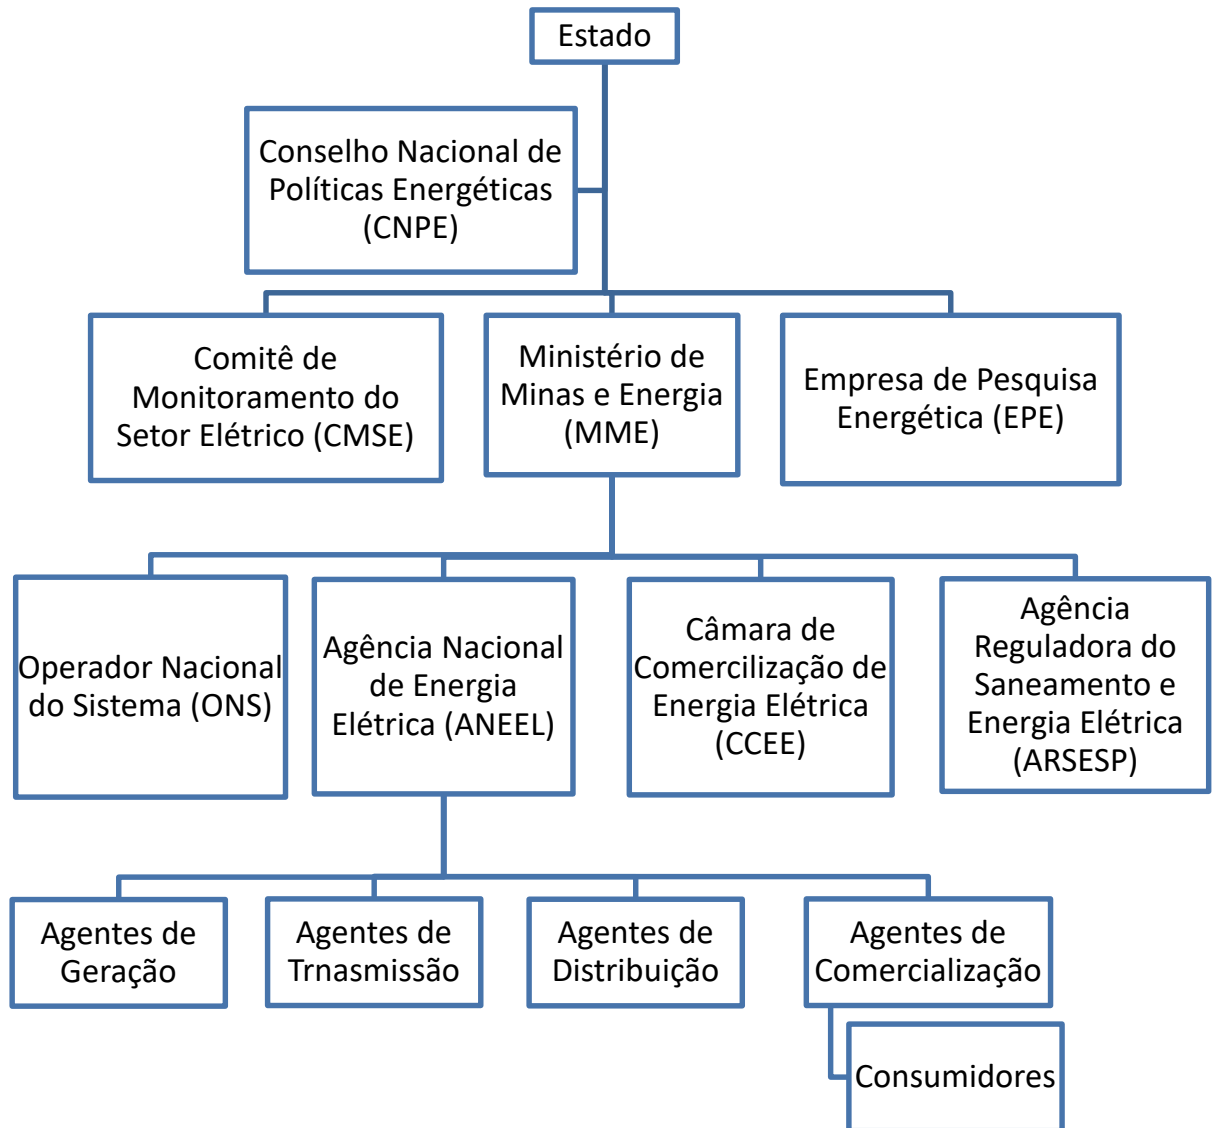 Estado
Conselho Nacional de
Políticas Energéticas
(CNPE)
Comitê de
Monitoramento do
Setor Elétrico (CMSE)
Ministério de
Minas e Energia
(MME)
Empresa de Pesquisa
Energética (EPE)
Operador Nacional
do Sistema (ONS)
Agência Nacional
de Energia
Elétrica (ANEEL)
Câmara de
Comercilização de
Energia Elétrica
(CCEE)
Agência
Reguladora do
Saneamento e
Energia Elétrica
(ARSESP)
Agentes de
Geração
Agentes de
Trnasmissão
Agentes de
Distribuição
Agentes de
Comercialização
Consumidores